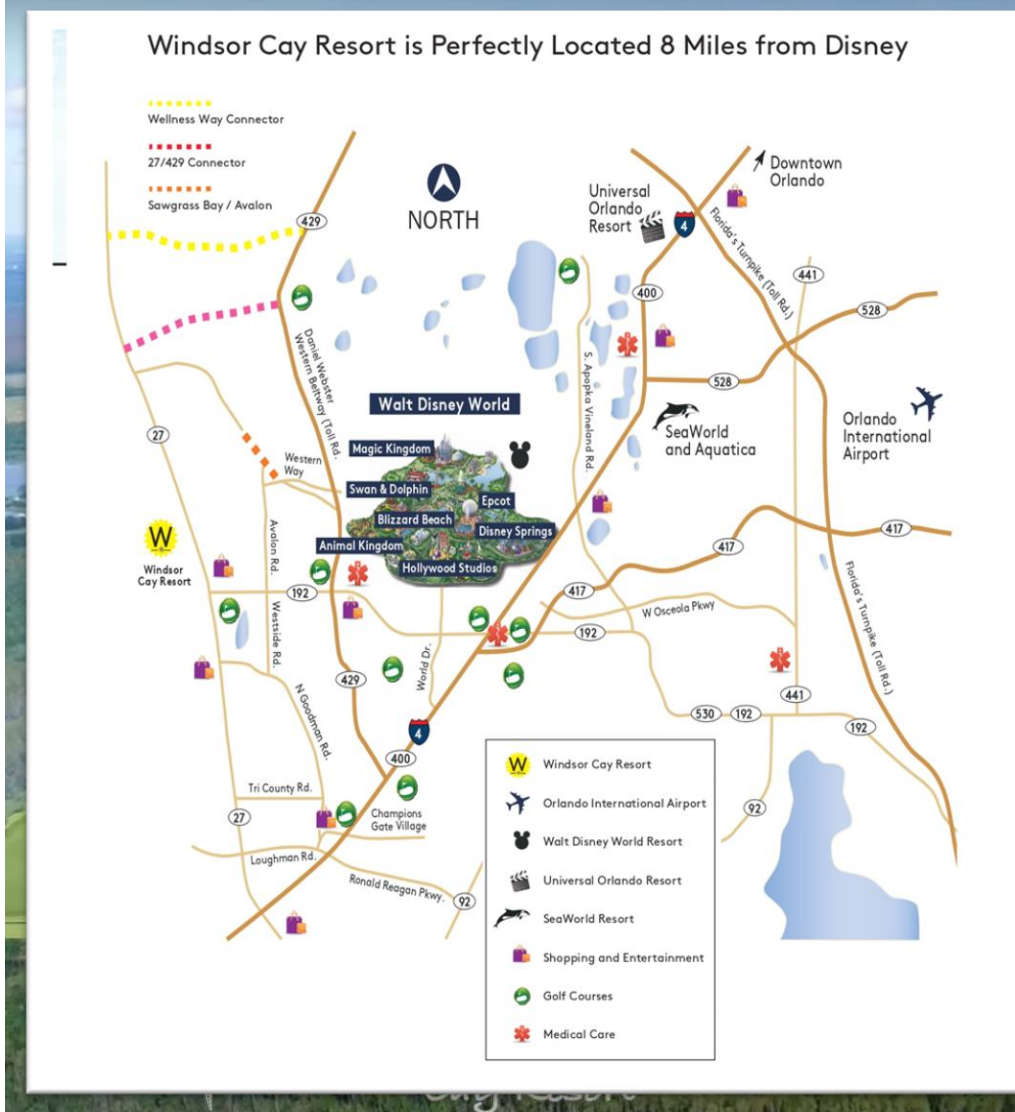 Windsor Cay Resort is Perfectly Located 8 Miles from Disney
Wellness Way Connector
27/429 Connector
Sawgrass Bay / Avalon
NORTH
429
Universal
Orlando
Resort
4
Downtown
Orlando
Florida's Turnpike (Toll Rd.)
441
400
528
528
S. Apopka Vineland Rd.
Daniel Webster
Western Beltway (Toll Rd.
Walt Disney World
Magic Kingdom
Swan & Dolphin
Epcot
Blizzard Beach
Disney Springs
Animal Kingdom
Hollywood Studios
SeaWorld
and Aquatica
Orlando
International
Airport
27
Western
Way
W
Windsor
Cay Resort
Avalon Rd.
417
417
417
192
Westside Rd.
W Osceola Pkwy
192
Florida's Turnpike (Toll Rd.)
World Dr.
429
N Goodman Rd.
441
530
192
192
4
400
Tri County Rd.
27
Champions
Gate Village
92
Loughman Rd.
Ronald Reagan Pkwy.
92
W
Windsor Cay Resort
Orlando International Airport
Walt Disney World Resort
Universal Orlando Resort
SeaWorld Resort
Shopping and Entertainment
Golf Courses
Medical Care
Cay Resort